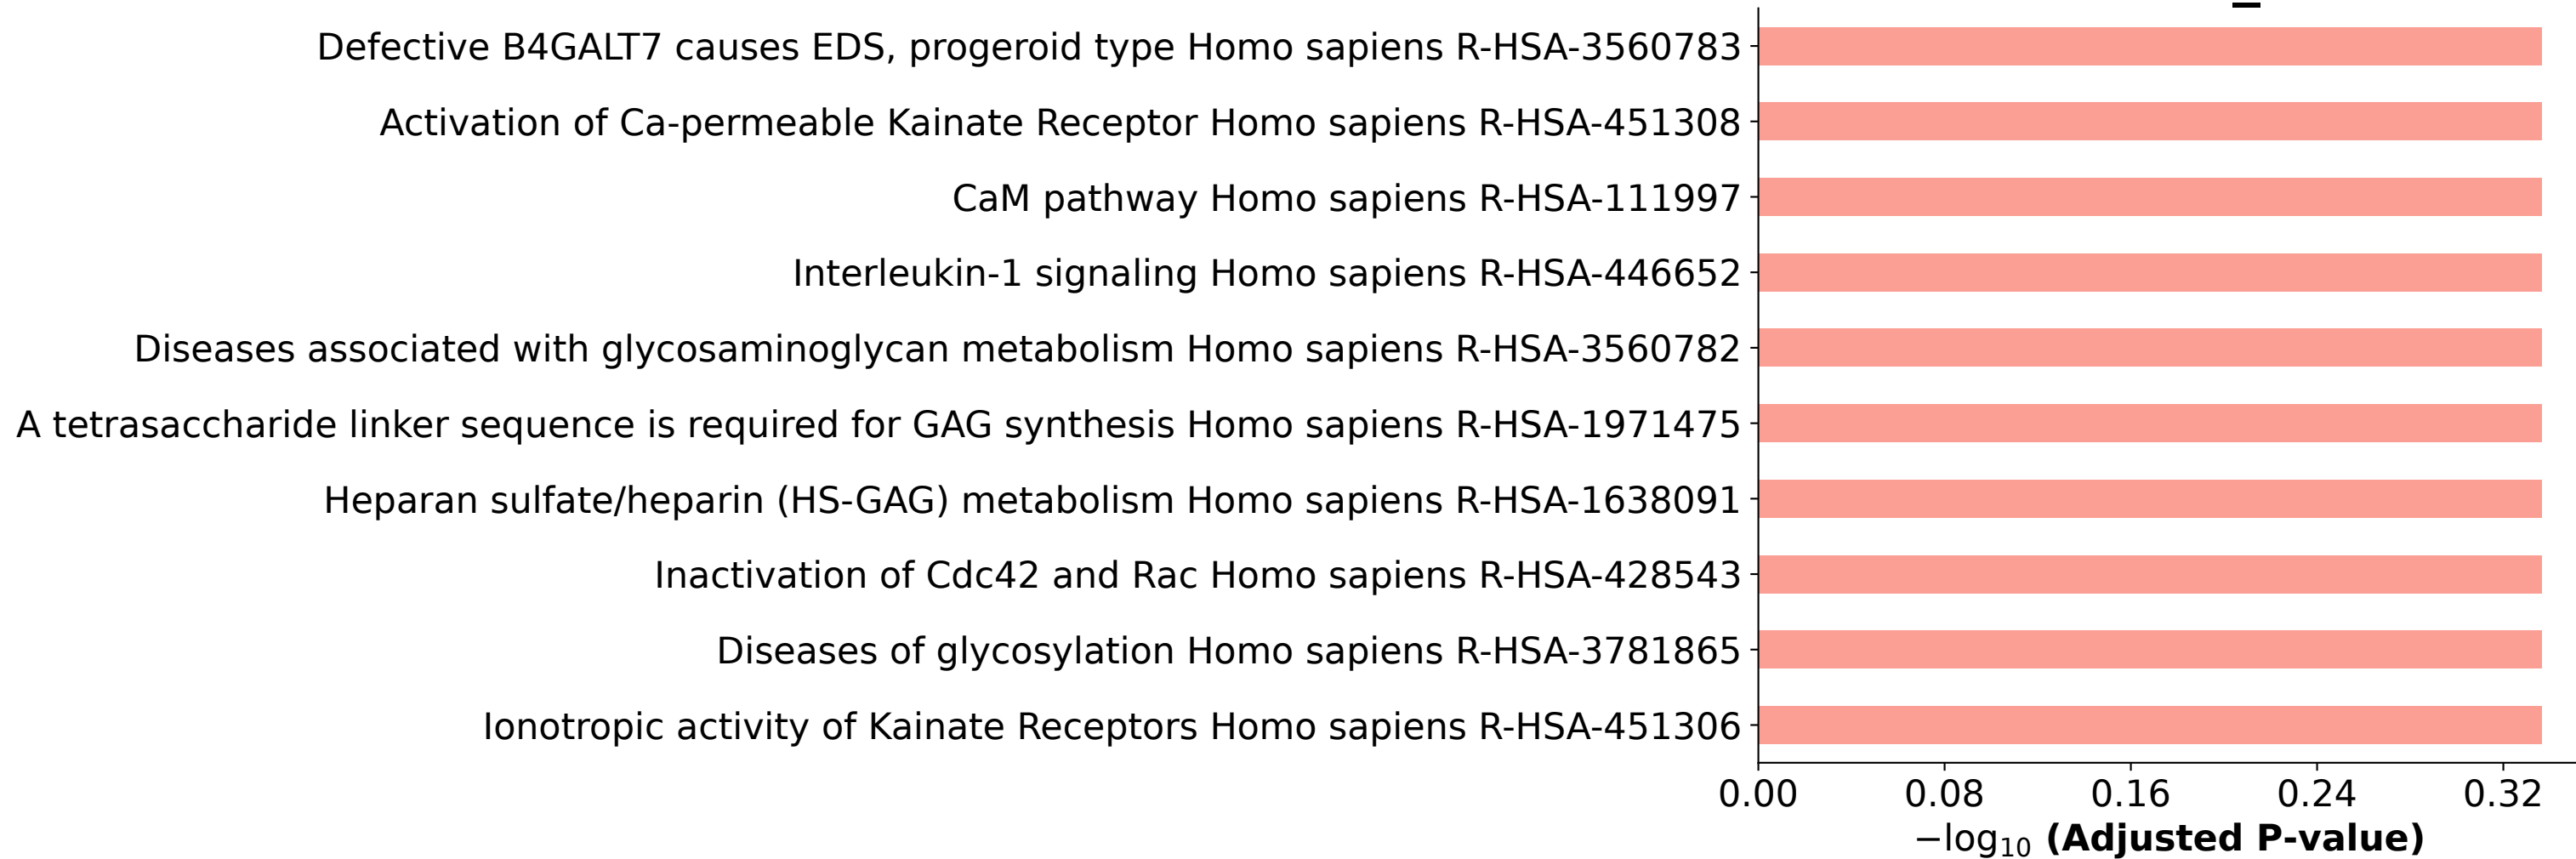 Defective B4GALT7 causes EDS, progeroid type Homo sapiens R-HSA-3560783
Activation of Ca-permeable Kainate Receptor Homo sapiens R-HSA-451308
CaM pathway Homo sapiens R-HSA-111997
Interleukin-1 signaling Homo sapiens R-HSA-446652
Diseases associated with glycosaminoglycan metabolism Homo sapiens R-HSA-3560782
A tetrasaccharide linker sequence is required for GAG synthesis Homo sapiens R-HSA-1971475
Heparan sulfate/heparin (HS-GAG) metabolism Homo sapiens R-HSA-1638091
Inactivation of Cdc42 and Rac Homo sapiens R-HSA-428543
Diseases of glycosylation Homo sapiens R-HSA-3781865
Ionotropic activity of Kainate Receptors Homo sapiens R-HSA-451306
0.00 0.08 0.16 0.24 0.32
−log₁₀ (Adjusted P-value)